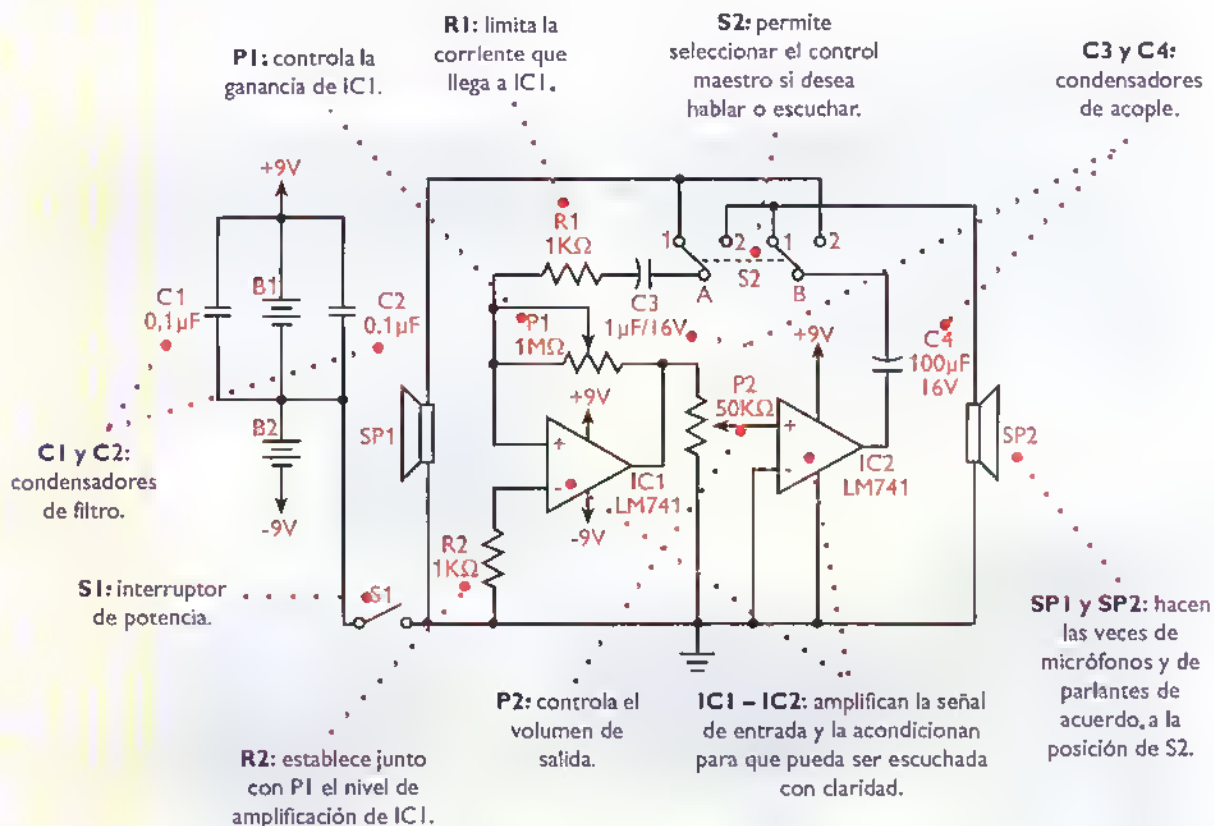 R1: limita la
corriente que
llega a IC1.
S2: permite
seleccionar el control
maestro si desea
hablar o escuchar.
P1: controla la
ganancia de IC1.
C3 y C4:
condensadores
de acople.
+9V
R1
1KΩ
1
2
1
2
S2
A
B
C3
1µF/16V
C1
0,1µF
B1
C2
0.1µF
P1
1MΩ
+9V
C4
100µF
16V
P2
50KΩ
+9V
SP1
+
-
IC1
LM741
-9V
+
-
IC2
LM741
SP2
B2
-9V
C1 y C2:
condensadores
de filtro.
R2
1KΩ
S1: interruptor
de potencia.
S1
SP1 y SP2: hacen
las veces de
micrófonos y de
parlantes de
acuerdo, a la
posición de S2.
P2: controla el
volumen de
salida.
IC1 – IC2: amplifican la señal
de entrada y la acondicionan
para que pueda ser escuchada
con claridad.
R2: establece junto
con P1 el nivel de
amplificación de IC1.